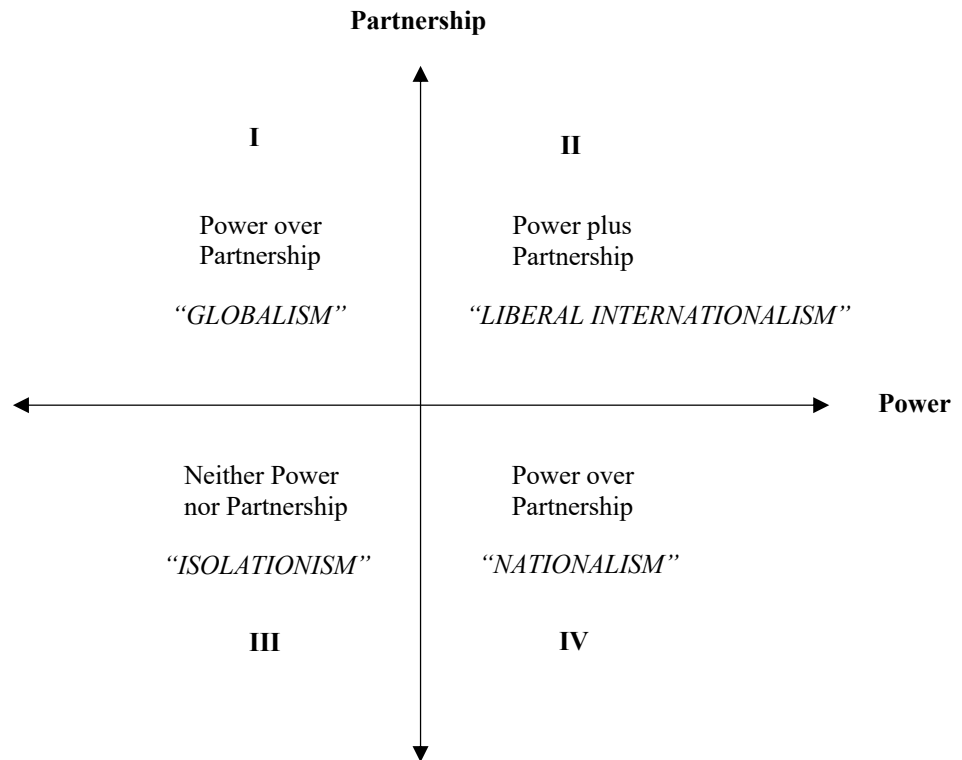 Partnership
I
II
Power over
Partnership
Power plus
Partnership
“GLOBALISM”
“LIBERAL INTERNATIONALISM”
Power
Neither Power
nor Partnership
Power over
Partnership
“ISOLATIONISM”
“NATIONALISM”
III
IV